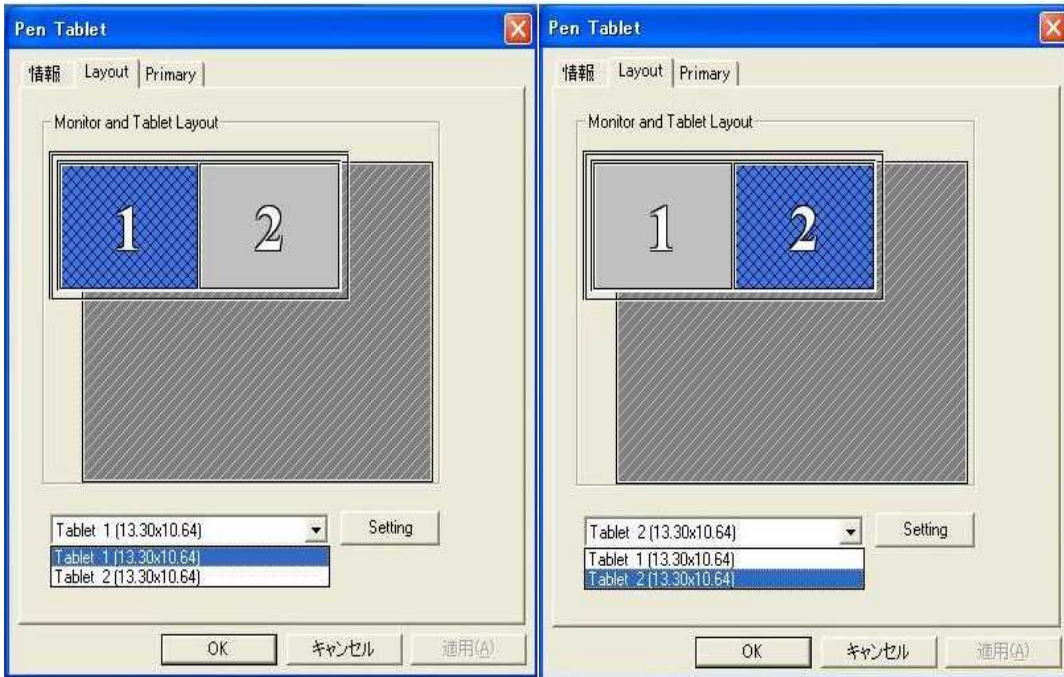 Pen Tablet
情報 Layout Primary
Monitor and Tablet Layout
1 2
Tablet 1 (13.30x10.64)
Setting
Tablet 1 (13.30x10.64)
Tablet 2 (13.30x10.64)
OK キャンセル 適用(A)
Pen Tablet
情報 Layout Primary
Monitor and Tablet Layout
1 2
Tablet 2 (13.30x10.64)
Setting
Tablet 1 (13.30x10.64)
Tablet 2 (13.30x10.64)
OK キャンセル 適用(A)